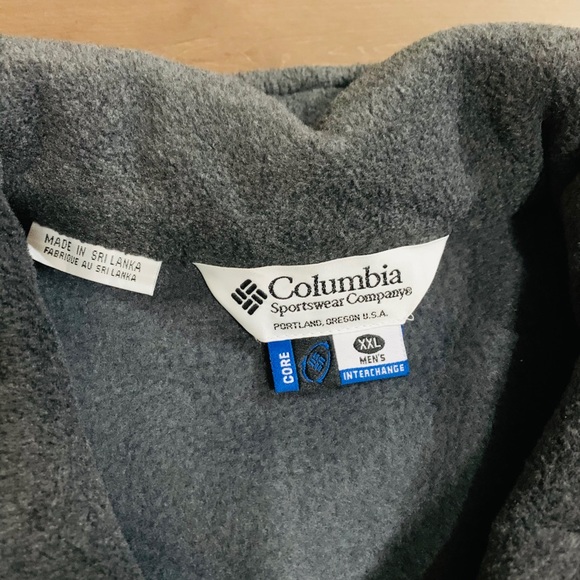 MADE IN SRI LANKA
FABRIQUE AU SRI LANKA
Columbia
Sportswear Company®
PORTLAND, OREGON U.S.A.
CORE
XXL
MEN'S
INTERCHANGE